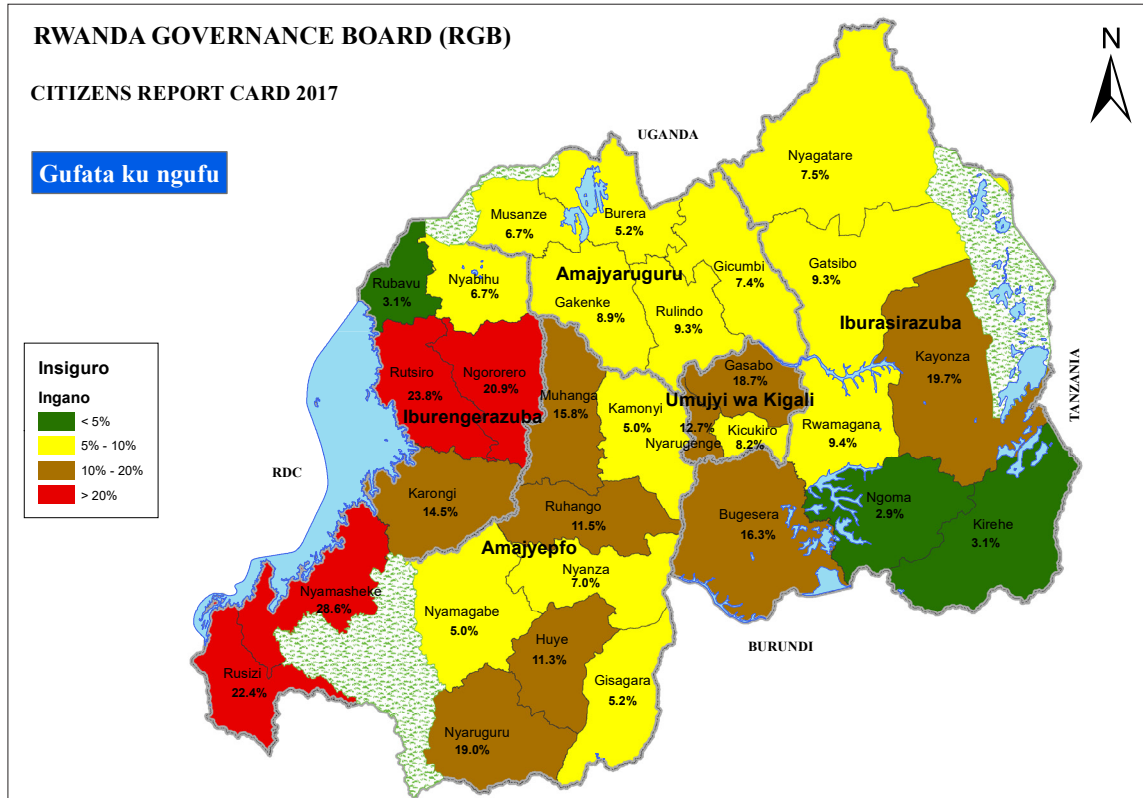 RWANDA GOVERNANCE BOARD (RGB)
CITIZENS REPORT CARD 2017
Gufata ku ngufu
N
UGANDA
TANZANIA
BURUNDI
RDC
Insiguro
Ingano
< 5%
5% - 10%
10% - 20%
> 20%
Nyagatare
7.5%
Musanze
6.7%
Burera
5.2%
Gicumbi
7.4%
Gatsibo
9.3%
Amajyaruguru
Rubavu
3.1%
Nyabihu
6.7%
Gakenke
8.9%
Rulindo
9.3%
Iburasirazuba
Kayonza
19.7%
Rutsiro
23.8%
Ngororero
20.9%
Iburengerazuba
Muhanga
15.8%
Kamonyi
5.0%
Gasabo
18.7%
Umujyi wa Kigali
12.7%
Nyarugenge
Kicukiro
8.2%
Rwamagana
9.4%
Karongi
14.5%
Ruhango
11.5%
Bugesera
16.3%
Ngoma
2.9%
Kirehe
3.1%
Amajyepfo
Nyanza
7.0%
Nyamasheke
28.6%
Nyamagabe
5.0%
Huye
11.3%
Gisagara
5.2%
Rusizi
22.4%
Nyaruguru
19.0%